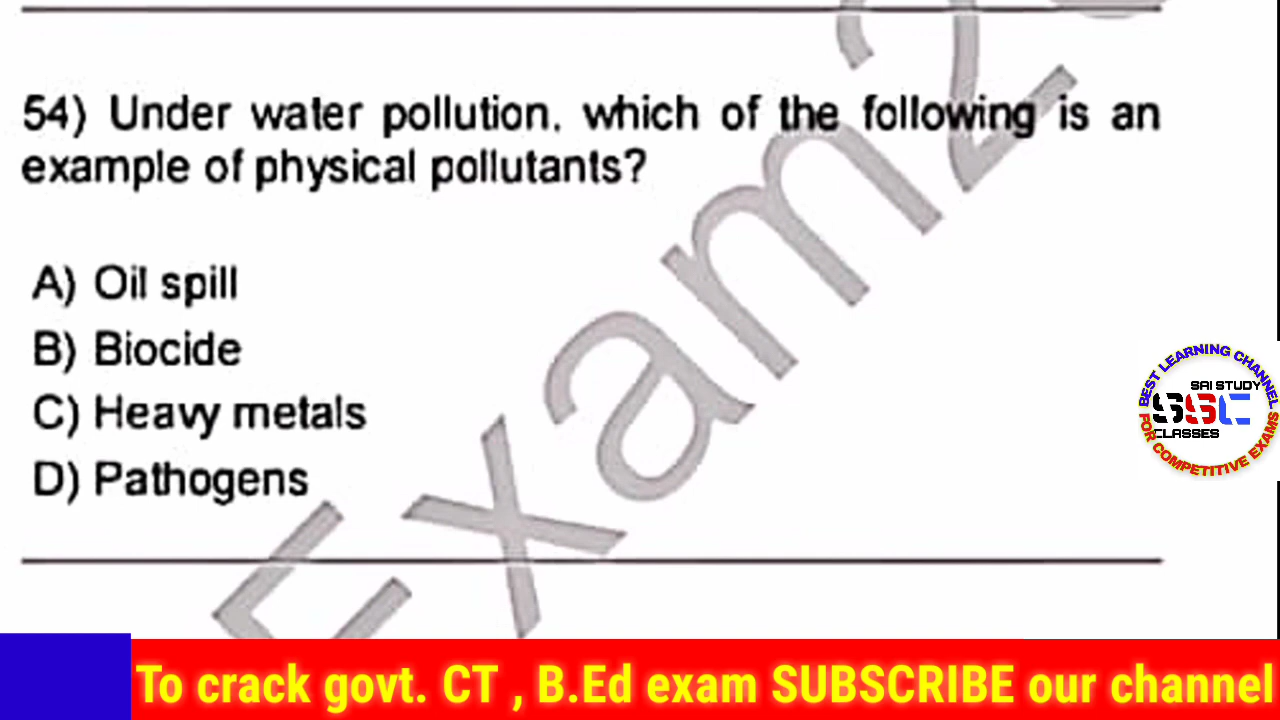 54) Under water pollution, which of the following is an
example of physical pollutants?
A) Oil spill
B) Biocide
C) Heavy metals
D) Pathogens
Exam2
BEST LEARNING CHANNEL
SAI STUDY
SSC
CLASSES
FOR COMPETITIVE EXAMS
To crack govt. CT , B.Ed exam SUBSCRIBE our channel